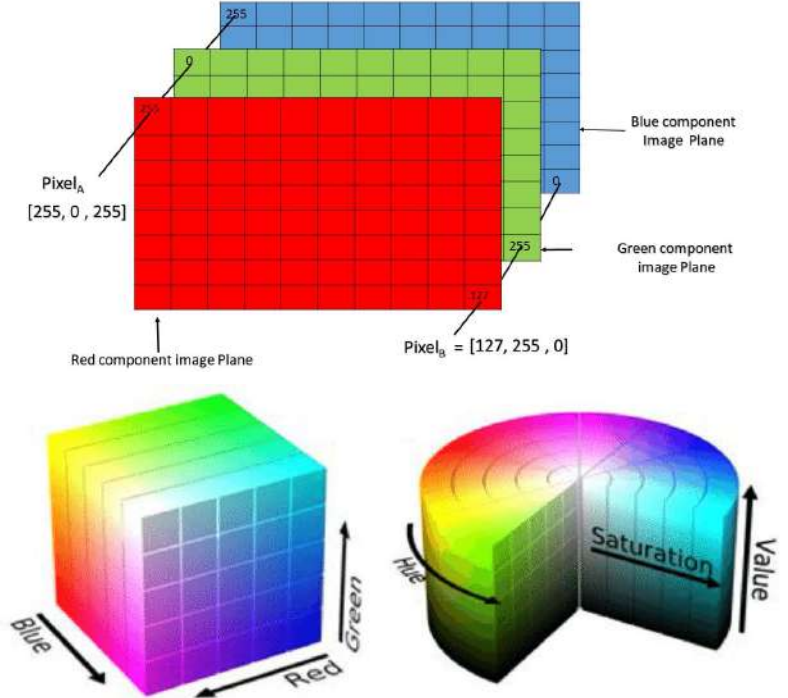 255
0
255
Blue component
Image Plane
Pixel_A
[255, 0 , 255]
0
255
Green component
image Plane
127
Red component image Plane
Pixel_B = [127, 255 , 0]
Blue
Red
Green
Hue
Saturation
Value